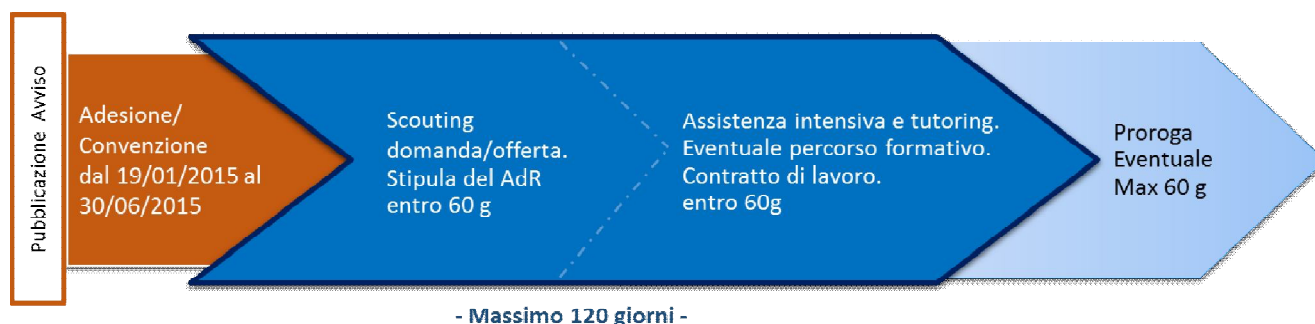 Pubblicazione Avviso
Adesione/
Convenzione
dal 19/01/2015 al
30/06/2015
Scouting
domanda/offerta.
Stipula del AdR
entro 60 g
Assistenza intensiva e tutoring.
Eventuale percorso formativo.
Contratto di lavoro.
entro 60g
Proroga
Eventuale
Max 60 g
- Massimo 120 giorni -